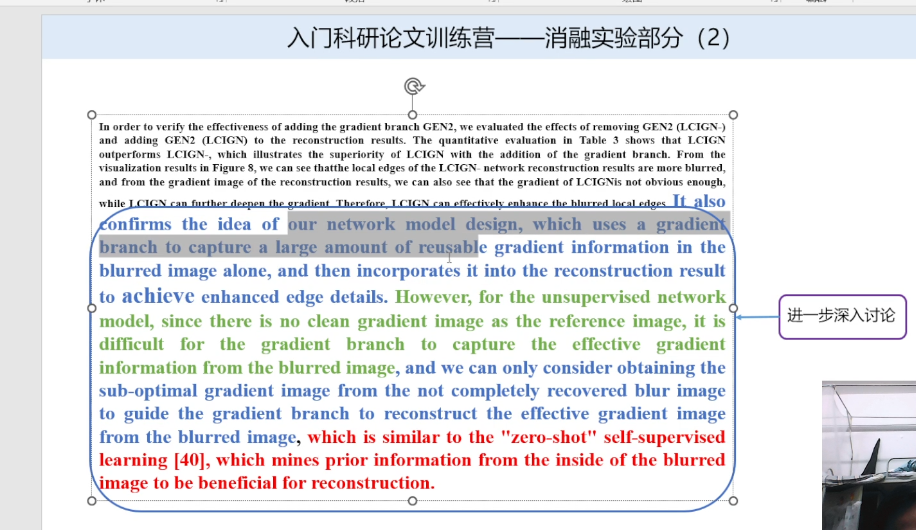 入门科研论文训练营——消融实验部分（2）
In order to verify the effectiveness of adding the gradient branch GEN2, we evaluated the effects of removing GEN2 (LCIGN-)
and adding GEN2 (LCIGN) to the reconstruction results. The quantitative evaluation in Table 3 shows that LCIGN
outperforms LCIGN-, which illustrates the superiority of LCIGN with the addition of the gradient branch. From the
visualization results in Figure 8, we can see thatthe local edges of the LCIGN- network reconstruction results are more blurred,
and from the gradient image of the reconstruction results, we can also see that the gradient of LCIGNis not obvious enough,
while LCIGN can further deepen the gradient. Therefore, LCIGN can effectively enhance the blurred local edges. It also
confirms the idea of our network model design, which uses a gradient
branch to capture a large amount of reusable gradient information in the
blurred image alone, and then incorporates it into the reconstruction result
to achieve enhanced edge details. However, for the unsupervised network
model, since there is no clean gradient image as the reference image, it is
difficult for the gradient branch to capture the effective gradient
information from the blurred image, and we can only consider obtaining the
sub-optimal gradient image from the not completely recovered blur image
to guide the gradient branch to reconstruct the effective gradient image
from the blurred image, which is similar to the "zero-shot" self-supervised
learning [40], which mines prior information from the inside of the blurred
image to be beneficial for reconstruction.
进一步深入讨论